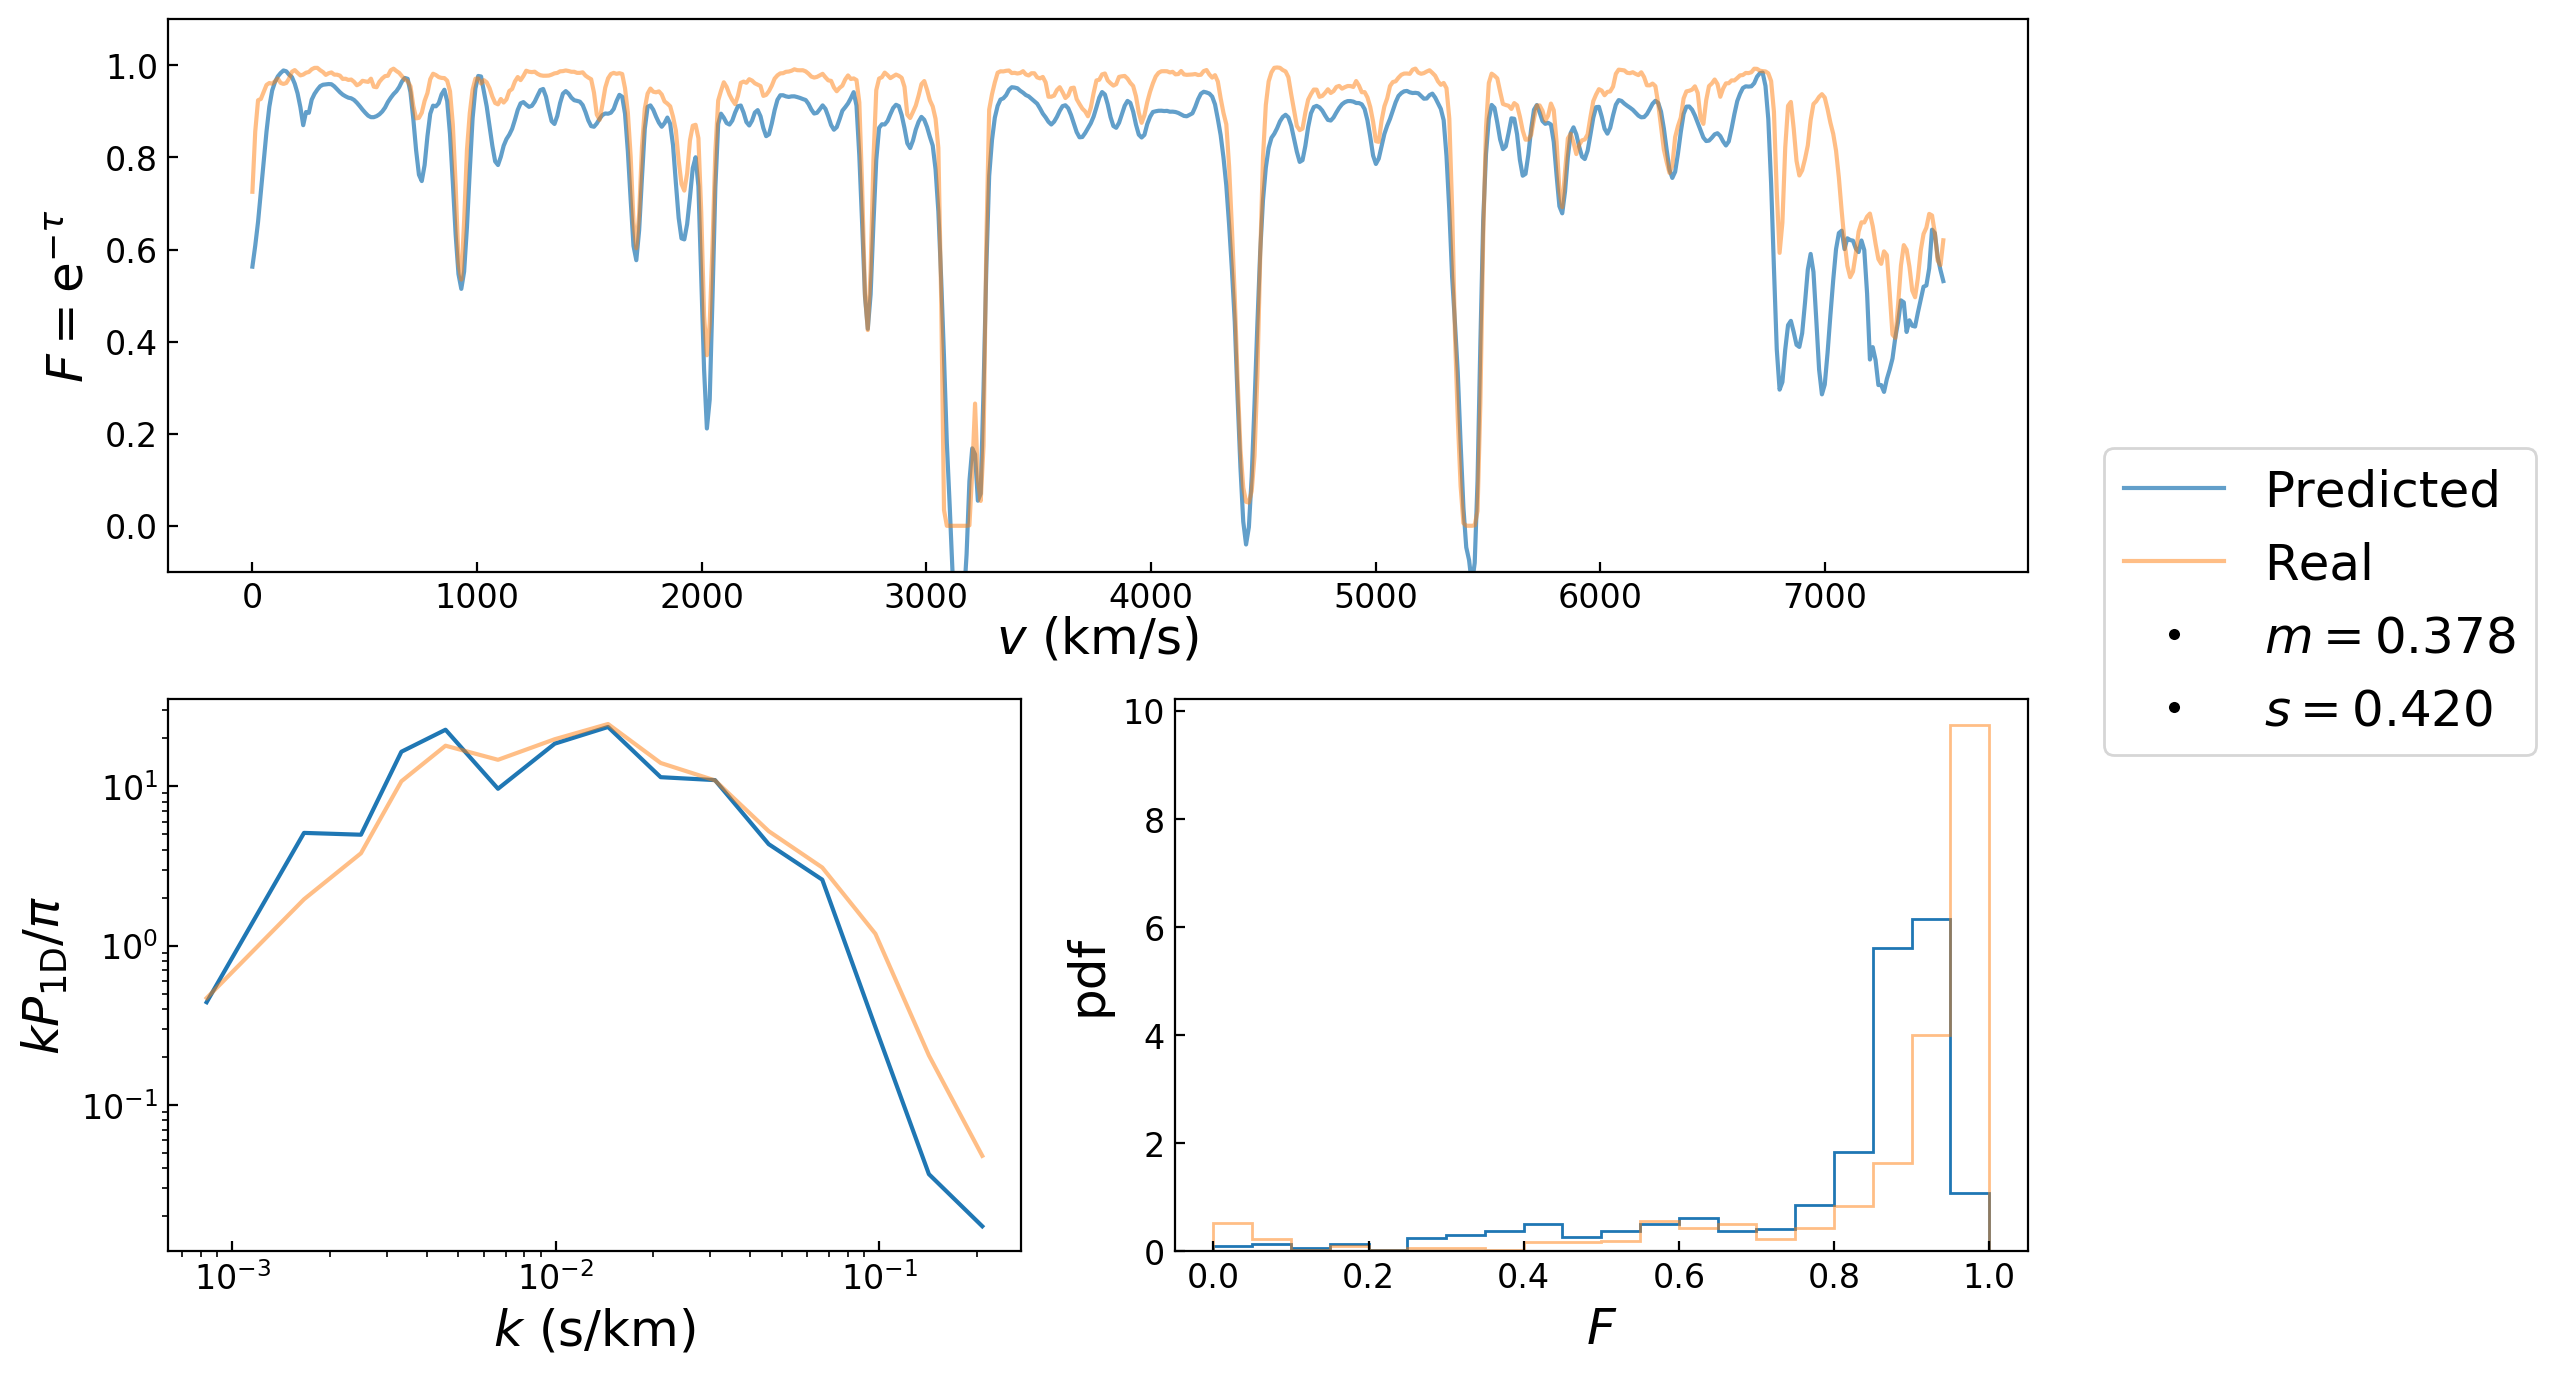 F = e^{-τ}
1.0
0.8
0.6
0.4
0.2
0.0
0 1000 2000 3000 4000 5000 6000 7000
v (km/s)
Predicted
Real
m = 0.378
s = 0.420
kP_{1D}/π
10^1
10^0
10^{-1}
10^{-3} 10^{-2} 10^{-1}
k (s/km)
pdf
10
8
6
4
2
0
0.0 0.2 0.4 0.6 0.8 1.0
F